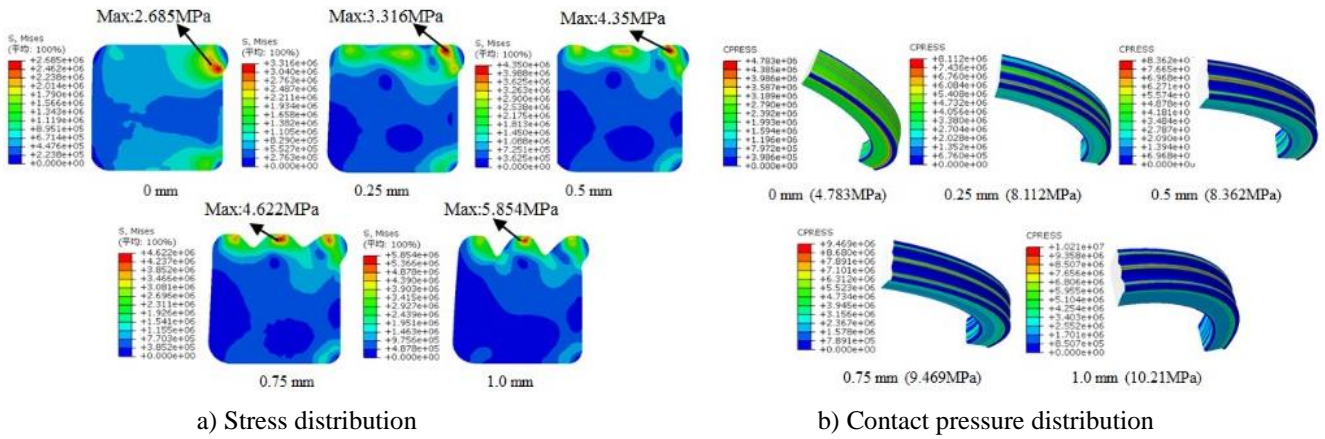 Max:2.685MPa
S, Mises
(平均: 100%)
+2.685e+06
+2.462e+06
+2.238e+06
+2.014e+06
+1.790e+06
+1.566e+06
+1.343e+06
+1.119e+06
+8.951e+05
+6.714e+05
+4.476e+05
+2.238e+05
+0.000e+00
0 mm
Max:3.316MPa
S, Mises
(平均: 100%)
+3.316e+06
+3.040e+06
+2.763e+06
+2.487e+06
+2.211e+06
+1.934e+06
+1.658e+06
+1.382e+06
+1.105e+06
+8.290e+05
+5.527e+05
+2.763e+05
+0.000e+00
0.25 mm
Max:4.35MPa
S, Mises
(平均: 100%)
+4.350e+06
+3.988e+06
+3.625e+06
+3.263e+06
+2.900e+06
+2.538e+06
+2.175e+06
+1.813e+06
+1.450e+06
+1.088e+06
+7.251e+05
+3.625e+05
+0.000e+00
0.5 mm
Max:4.622MPa
S, Mises
(平均: 100%)
+4.622e+06
+4.237e+06
+3.852e+06
+3.466e+06
+3.081e+06
+2.696e+06
+2.311e+06
+1.926e+06
+1.541e+06
+1.155e+06
+7.703e+05
+3.852e+05
+0.000e+00
0.75 mm
Max:5.854MPa
S, Mises
(平均: 100%)
+5.854e+06
+5.366e+06
+4.878e+06
+4.390e+06
+3.903e+06
+3.415e+06
+2.927e+06
+2.439e+06
+1.951e+06
+1.463e+06
+9.756e+05
+4.878e+05
+0.000e+00
1.0 mm
a) Stress distribution
CPRESS
+4.783e+06
+4.385e+06
+3.986e+06
+3.587e+06
+2.790e+06
+2.392e+06
+1.993e+06
+1.594e+06
+1.196e+06
+7.972e+05
+3.986e+05
+0.000e+00
0 mm (4.783MPa)
CPRESS
+8.112e+06
+7.436e+06
+6.760e+06
+6.084e+06
+5.408e+06
+4.732e+06
+4.056e+06
+3.380e+06
+2.704e+06
+2.028e+06
+1.352e+06
+6.760e+05
+0.000e+00
0.25 mm (8.112MPa)
CPRESS
+8.362e+06
+7.665e+06
+6.968e+06
+6.271e+06
+5.574e+06
+4.878e+06
+4.181e+06
+3.484e+06
+2.787e+06
+2.090e+06
+1.394e+06
+6.968e+0
+0.000e+0
0.5 mm (8.362MPa)
CPRESS
+9.469e+06
+8.680e+06
+7.891e+06
+7.101e+06
+6.312e+06
+5.523e+06
+4.734e+06
+3.945e+06
+3.156e+06
+2.367e+06
+1.578e+06
+7.891e+05
+0.000e+00
0.75 mm (9.469MPa)
CPRESS
+1.021e+07
+9.358e+06
+8.507e+06
+7.656e+06
+6.806e+06
+5.955e+06
+5.104e+06
+4.254e+06
+3.403e+06
+2.552e+06
+1.701e+06
+8.507e+05
+0.000e+00
1.0 mm (10.21MPa)
b) Contact pressure distribution